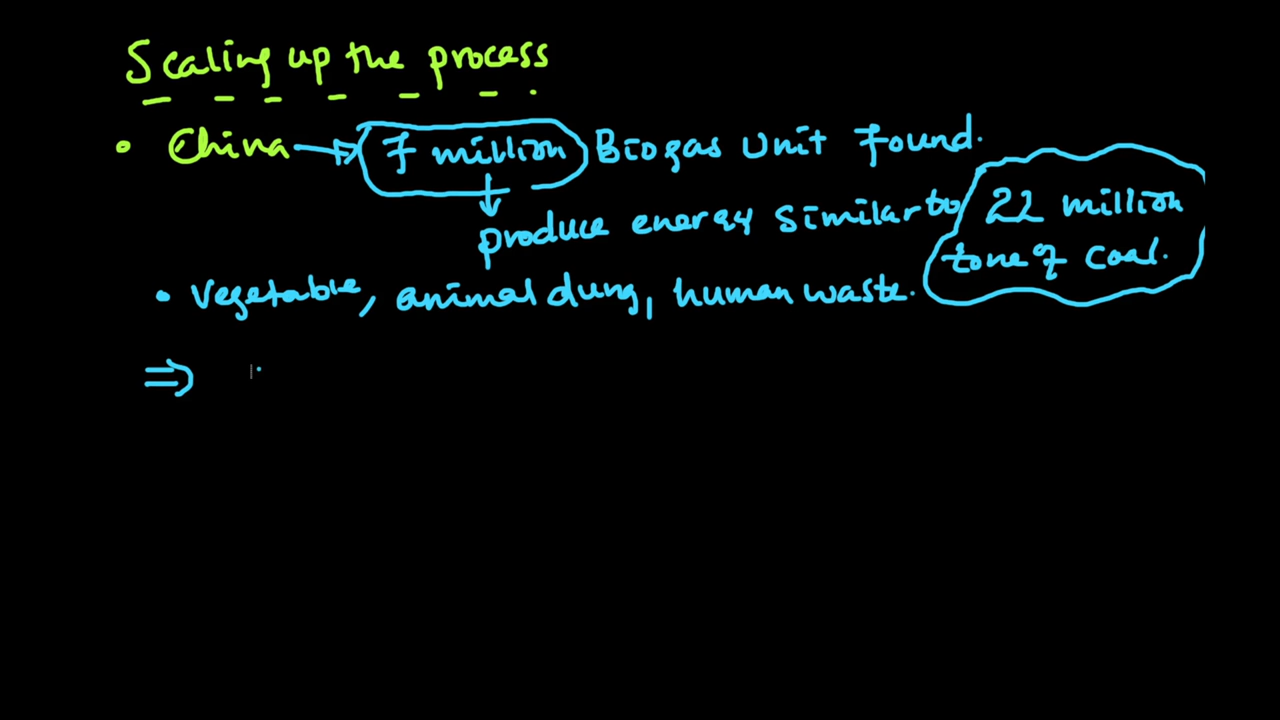 Scaling up the process
• China → 7 million Biogas unit found.
↓
produce energy similar to 22 million
tone of coal.
• Vegetable, animal dung, human waste.
⇒